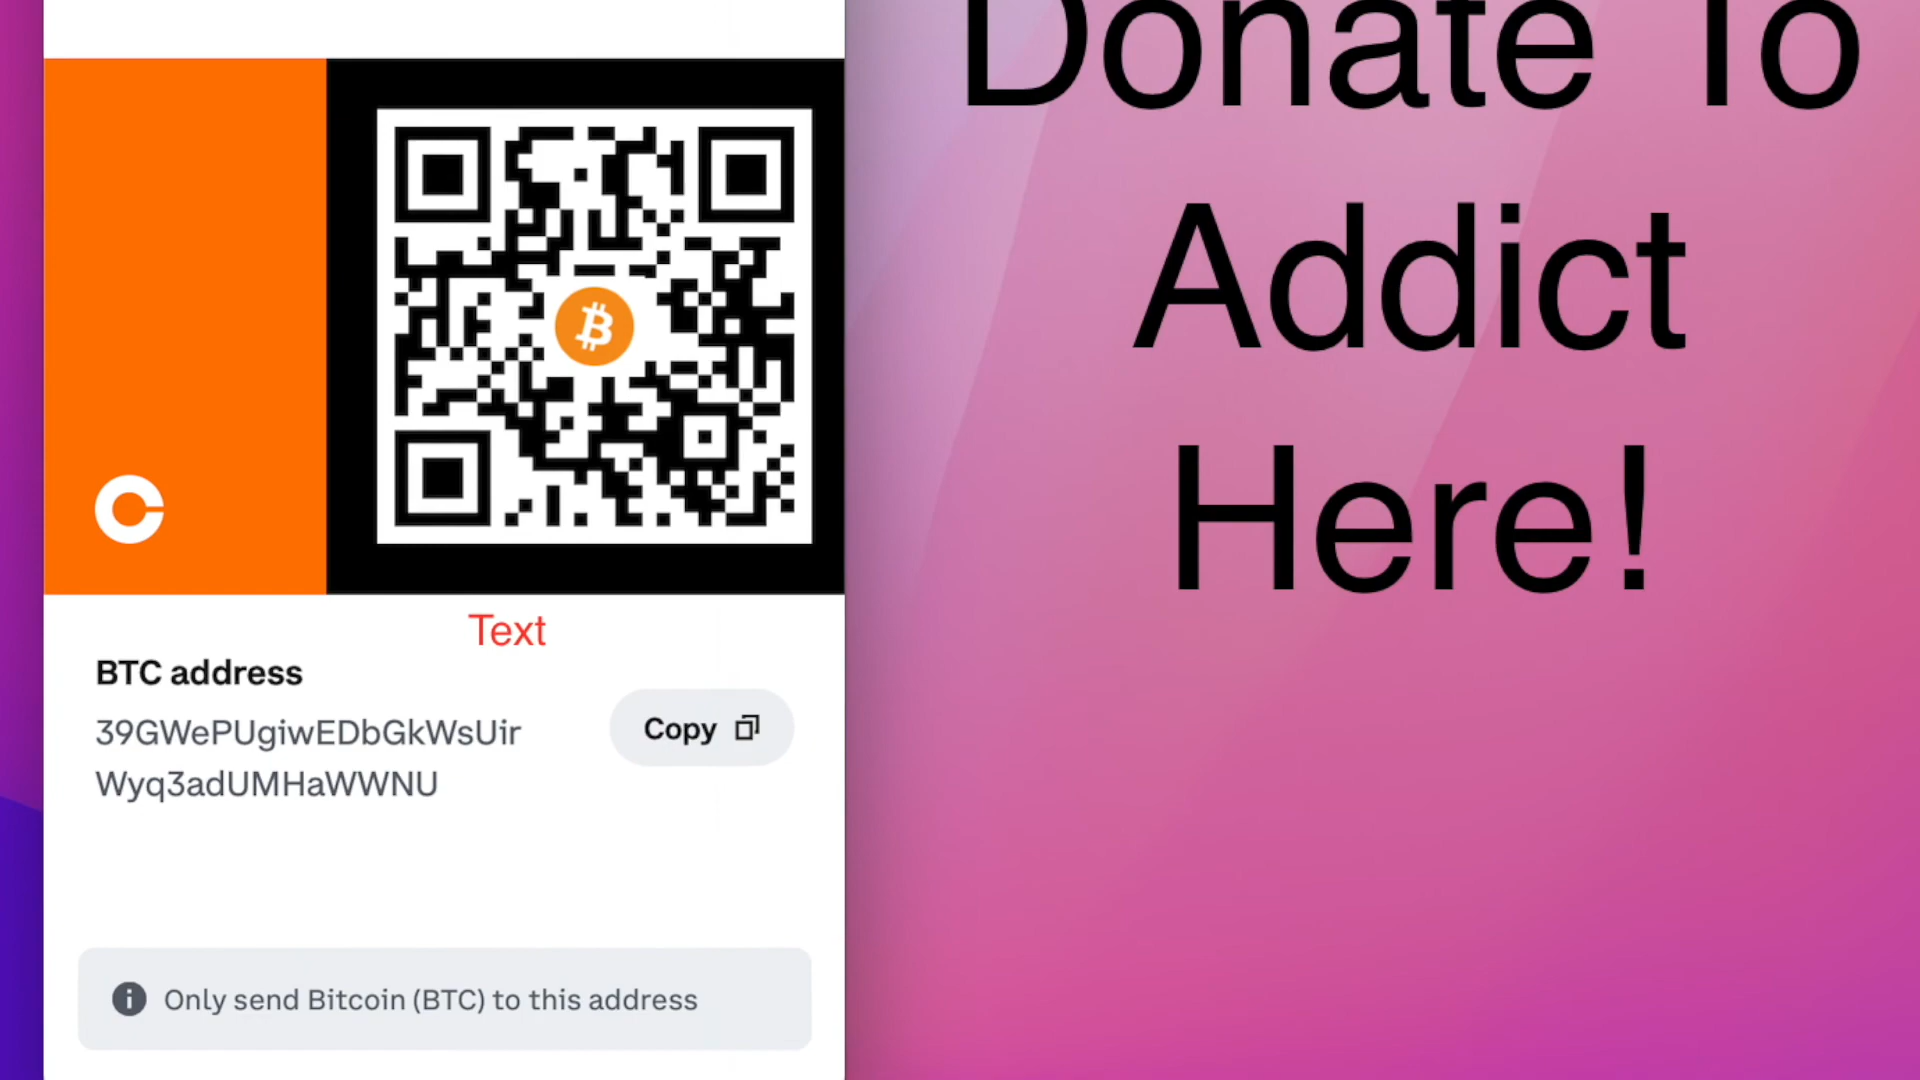 Donate To
Addict
Here!
Text
BTC address
39GWePUgiwEDbGkWsUir
Wyq3adUMHaWWNU
Copy
Only send Bitcoin (BTC) to this address